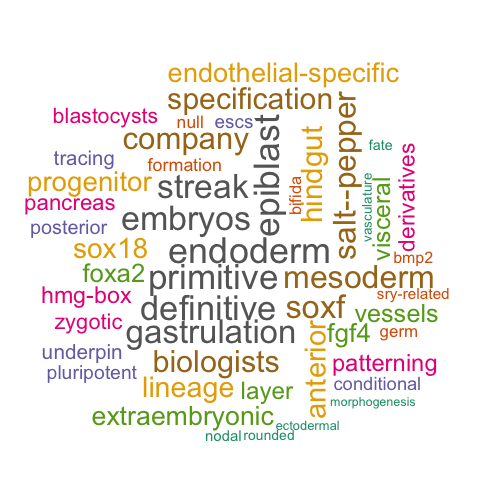 endothelial-specific
specification
blastocysts
null
escs
company
epiblast
hindgut
salt--pepper
fate
tracing
formation
progenitor
streak
bifida
vasculature
visceral
derivatives
pancreas
embryos
posterior
sox18
endoderm
bmp2
foxa2
primitive
mesoderm
hmg-box
definitive
soxf
sry-related
zygotic
gastrulation
anterior
fgf4
vessels
germ
underpin
biologists
patterning
pluripotent
lineage
layer
conditional
morphogenesis
extraembryonic
ectodermal
nodal
rounded